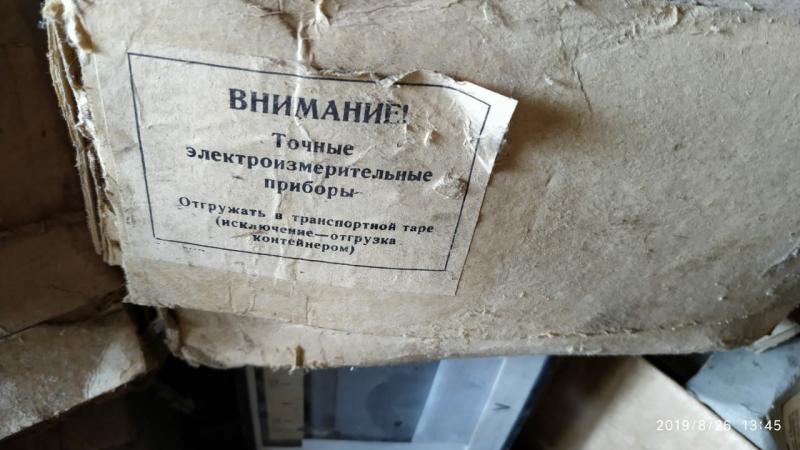 ВНИМАНИЕ!
Точные
электроизмерительные
приборы
Отгружать в транспортной таре
(исключение—отгрузка
контейнером)
V
2019/8/26 13:45